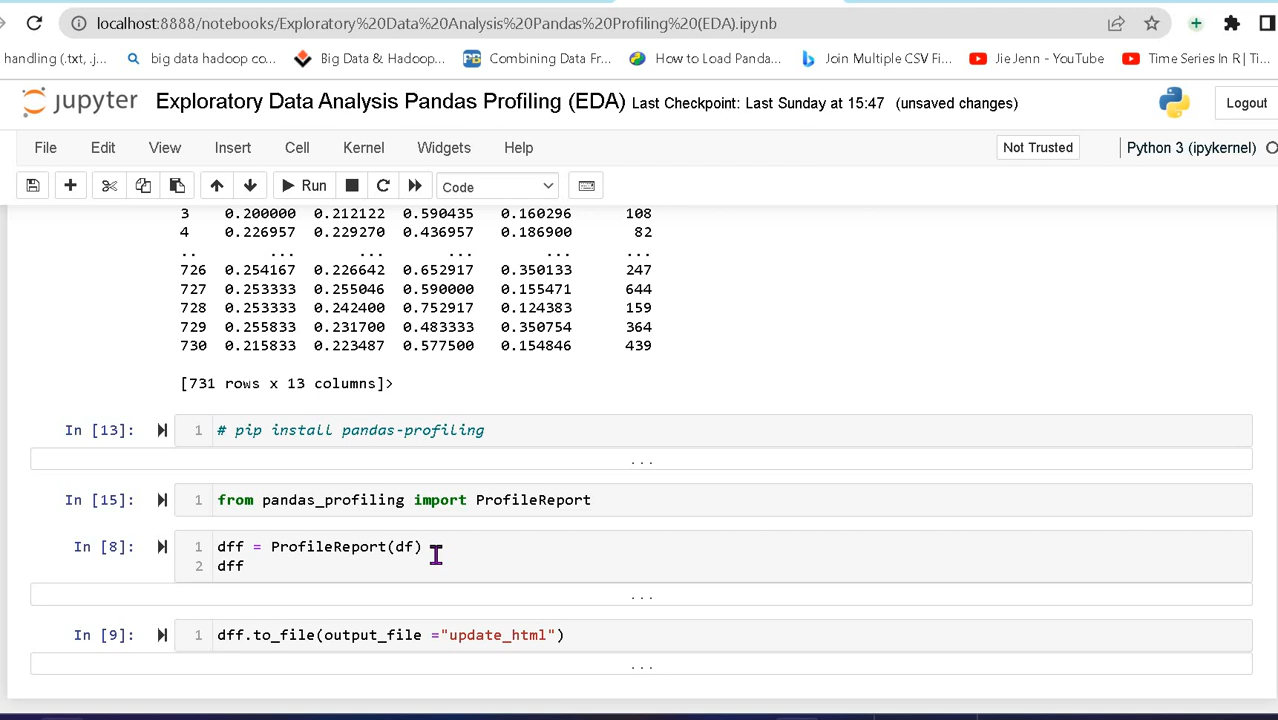 localhost:8888/notebooks/Exploratory%20Data%20Analysis%20Pandas%20Profiling%20(EDA).ipynb
handling (.txt, .j... big data hadoop co... Big Data & Hadoo... Combining Data Fr... How to Load Panda... Join Multiple CSV Fi... Jie Jenn - YouTube Time Series In R | Ti...
jupyter Exploratory Data Analysis Pandas Profiling (EDA) Last Checkpoint: Last Sunday at 15:47 (unsaved changes) Logout
File Edit View Insert Cell Kernel Widgets Help Not Trusted Python 3 (ipykernel)
Run Code
3 0.200000 0.212122 0.590435 0.160296 108
4 0.226957 0.229270 0.436957 0.186900 82
.. ... ... ... ... ...
726 0.254167 0.226642 0.652917 0.350133 247
727 0.253333 0.255046 0.590000 0.155471 644
728 0.253333 0.242400 0.752917 0.124383 159
729 0.255833 0.231700 0.483333 0.350754 364
730 0.215833 0.223487 0.577500 0.154846 439
[731 rows x 13 columns]>
In [13]: 1 # pip install pandas-profiling
...
In [15]: 1 from pandas_profiling import ProfileReport
In [8]: 1 dff = ProfileReport(df)
2 dff
...
In [9]: 1 dff.to_file(output_file ="update_html")
...